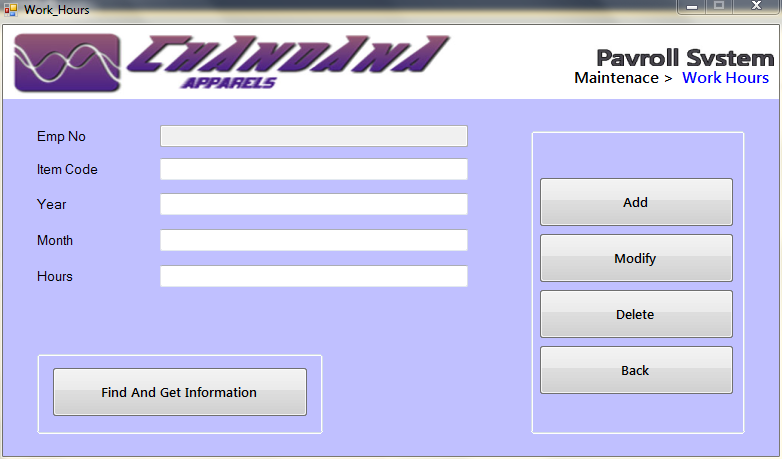 Work_Hours
CHANDANA
APPARELS
Payroll System
Maintenace > Work Hours
Emp No
Item Code
Year
Month
Hours
Add
Modify
Delete
Back
Find And Get Information